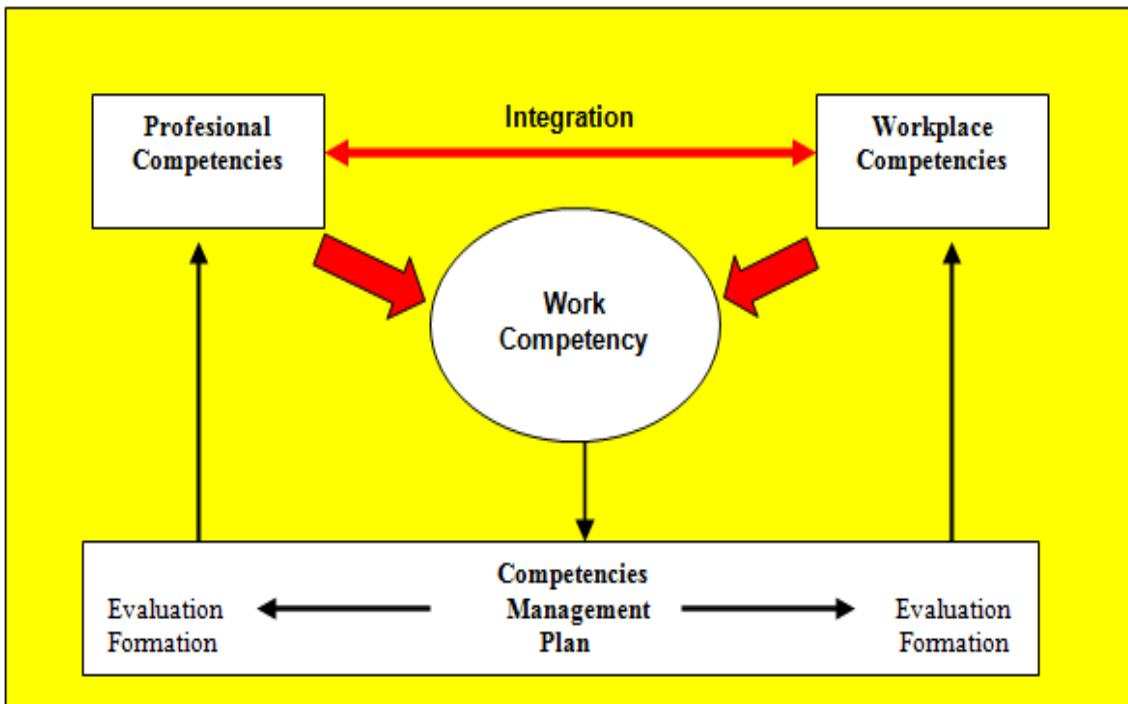 Profesional
Competencies
Integration
Workplace
Competencies
Work
Competency
Competencies
Management
Plan
Evaluation
Formation
Evaluation
Formation